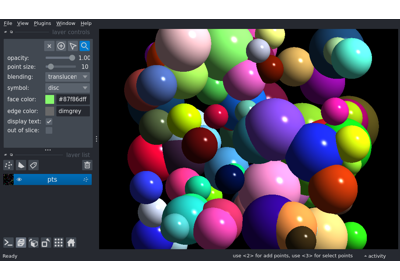 File View Plugins Window Help
layer controls
opacity: 1.00
point size: 10
blending: translucen
symbol: disc
face color: #87f86dff
edge color: dimgrey
display text:
out of slice:
layer list
pts
Ready use <2> for add points, use <3> for select points activity